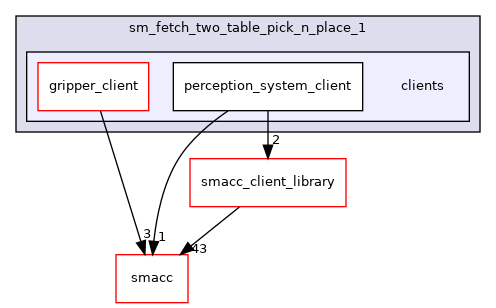 sm_fetch_two_table_pick_n_place_1
gripper_client
perception_system_client
clients
2
smacc_client_library
3
1
43
smacc